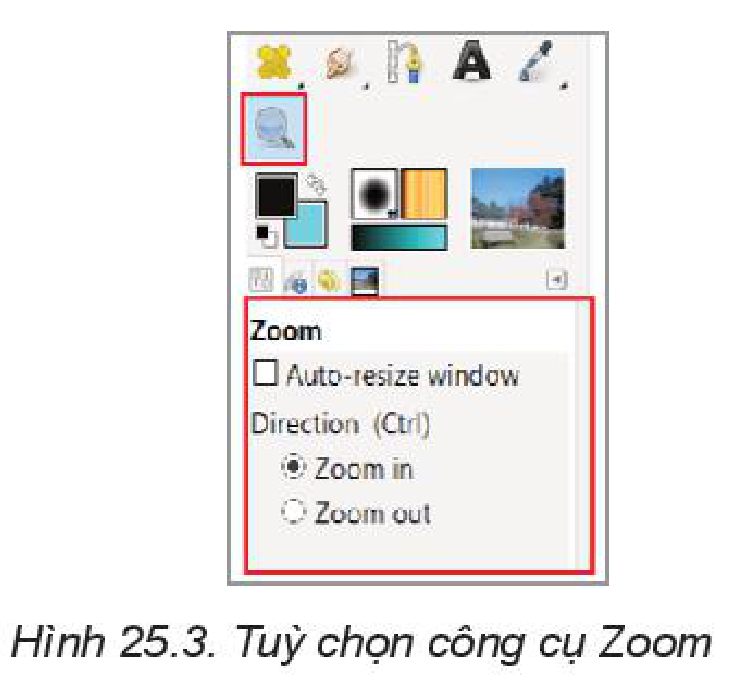 Zoom
Auto-resize window
Direction (Ctrl)
Zoom in
Zoom out
Hình 25.3. Tuỳ chọn công cụ Zoom